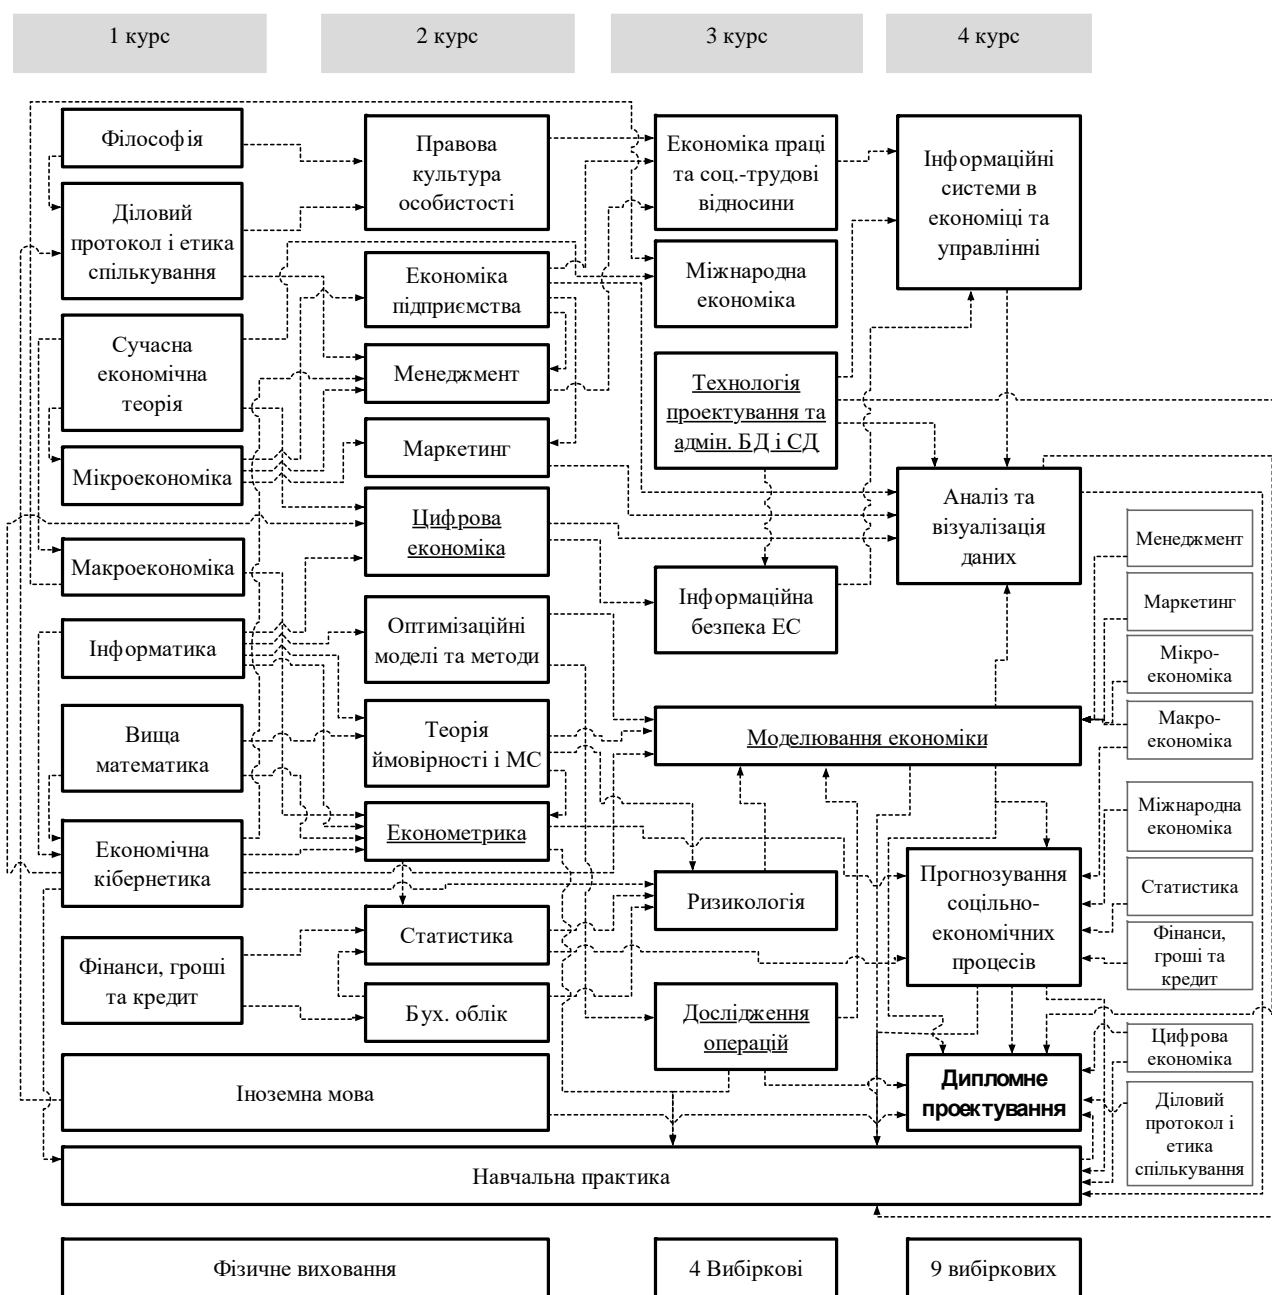 1 курс
2 курс
3 курс
4 курс
Філософія
Діловий
протокол і етика
спількування
Сучасна
економічна
теорія
Мікроекономіка
Макроекономіка
Інформатика
Вища
математика
Економічна
кібернетика
Фінанси, гроші
та кредит
Іноземна мова
Навчальна практика
Фізичне виховання
Правова
культура
особистості
Економіка
підприємства
Менеджмент
Маркетинг
Цифрова
економіка
Оптимізаційні
моделі та методи
Теорія
ймовірності і МС
Економетрика
Статистика
Бух. облік
Економіка праці
та соц.-трудові
відносини
Міжнародна
економіка
Технологія
проектування та
адмін. БД і СД
Інформаційна
безпека ЕС
Моделювання економіки
Ризикологія
Дослідження
операцій
4 Вибіркові
Інформаційні
системи в
економіці та
управлінні
Аналіз та
візуалізація
даних
Прогнозування
соцільно-
економічних
процесів
Дипломне
проектування
9 вибіркових
Менеджмент
Маркетинг
Мікро-
економіка
Макро-
економіка
Міжнародна
економіка
Статистика
Фінанси,
гроші та
кредит
Цифрова
економіка
Діловий
протокол і
етика
спількування